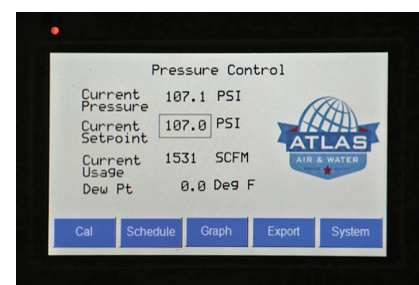 Pressure Control
Current Pressure 107.1 PSI
Current Setpoint 107.0 PSI
Current Usage 1531 SCFM
Dew Pt 0.0 Deg F
ATLAS
AIR & WATER
Cal Schedule Graph Export System